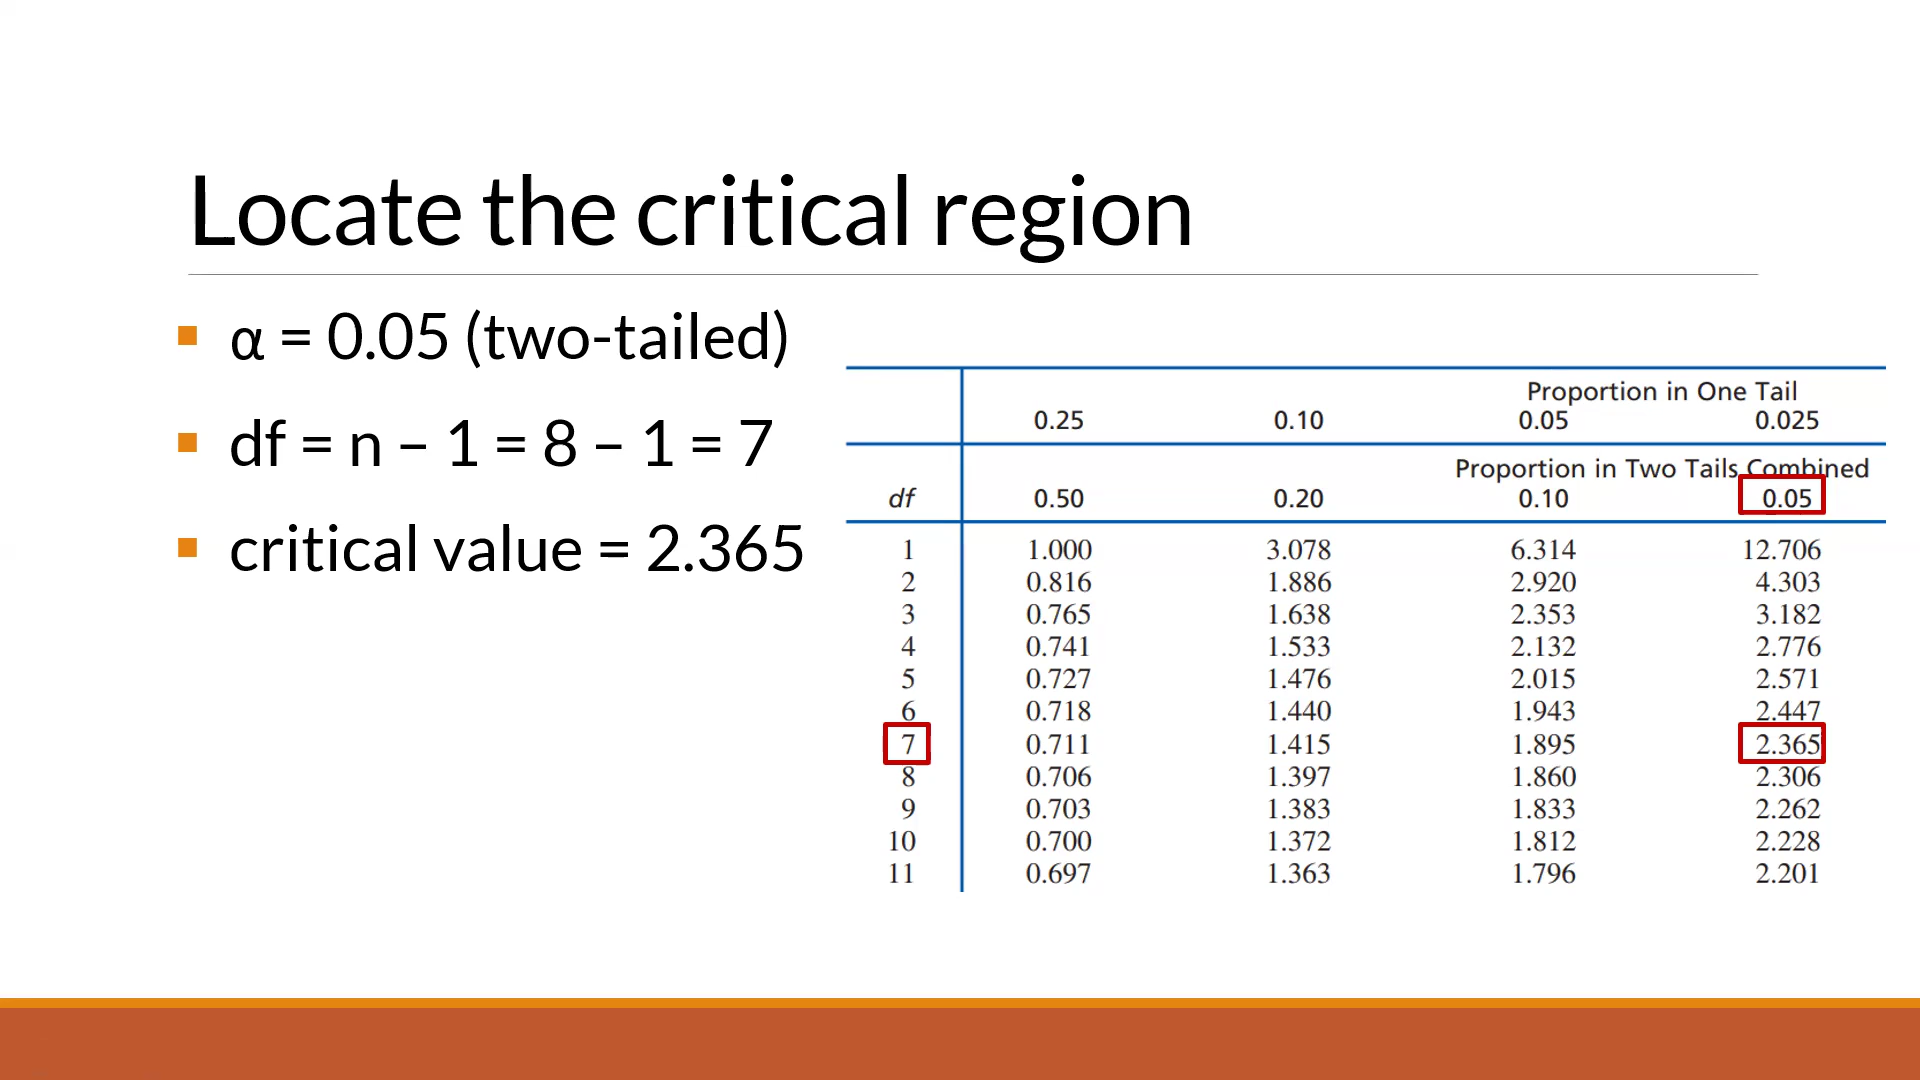 Locate the critical region
α = 0.05 (two-tailed)
df = n – 1 = 8 – 1 = 7
critical value = 2.365
Proportion in One Tail
0.25 0.10 0.05 0.025
Proportion in Two Tails Combined
df 0.50 0.20 0.10 0.05
1 1.000 3.078 6.314 12.706
2 0.816 1.886 2.920 4.303
3 0.765 1.638 2.353 3.182
4 0.741 1.533 2.132 2.776
5 0.727 1.476 2.015 2.571
6 0.718 1.440 1.943 2.447
7 0.711 1.415 1.895 2.365
8 0.706 1.397 1.860 2.306
9 0.703 1.383 1.833 2.262
10 0.700 1.372 1.812 2.228
11 0.697 1.363 1.796 2.201